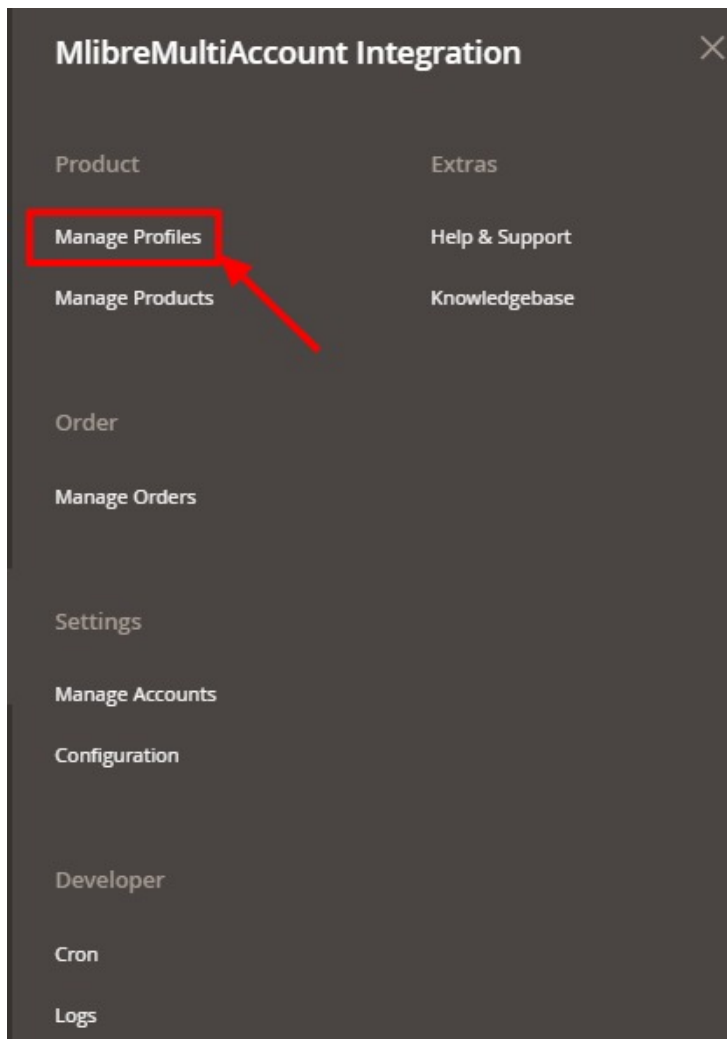 MlibreMultiAccount Integration
Product
Manage Profiles
Manage Products
Extras
Help & Support
Knowledgebase
Order
Manage Orders
Settings
Manage Accounts
Configuration
Developer
Cron
Logs